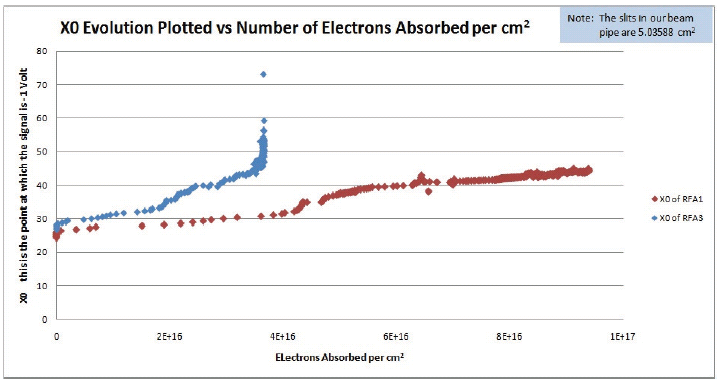 X0 Evolution Plotted vs Number of Electrons Absorbed per cm²
Note: The slits in our beam
pipe are 5.03588 cm²
X0 this is the point at which the signal is -1 Volt
80
70
60
50
40
30
20
10
0
0
2E+16
4E+16
6E+16
8E+16
1E+17
ELectrons Absorbed per cm²
X0 of RFA1
X0 of RFA3